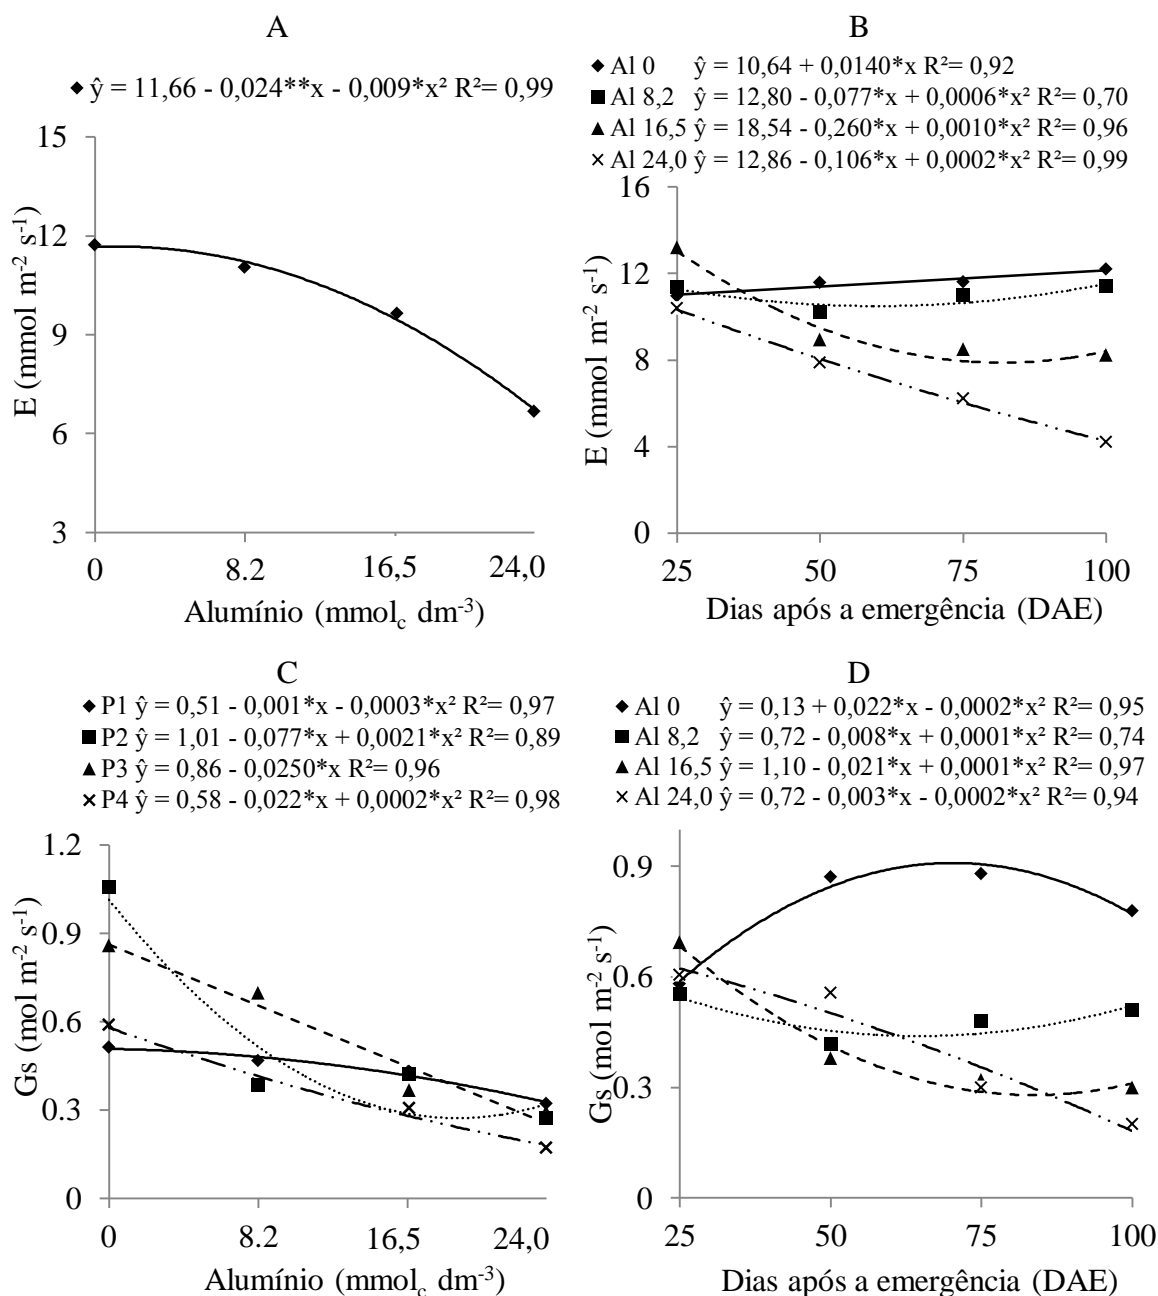 A
ŷ = 11,66 - 0,024**x - 0,009*x² R²= 0,99
15
12
9
6
3
E (mmol m⁻² s⁻¹)
0 8.2 16,5 24,0
Alumínio (mmol_c dm⁻³)
B
Al 0 ŷ = 10,64 + 0,0140*x R²= 0,92
Al 8,2 ŷ = 12,80 - 0,077*x + 0,0006*x² R²= 0,70
Al 16,5 ŷ = 18,54 - 0,260*x + 0,0010*x² R²= 0,96
Al 24,0 ŷ = 12,86 - 0,106*x + 0,0002*x² R²= 0,99
16
12
8
4
0
E (mmol m⁻² s⁻¹)
25 50 75 100
Dias após a emergência (DAE)
C
P1 ŷ = 0,51 - 0,001*x - 0,0003*x² R²= 0,97
P2 ŷ = 1,01 - 0,077*x + 0,0021*x² R²= 0,89
P3 ŷ = 0,86 - 0,0250*x R²= 0,96
P4 ŷ = 0,58 - 0,022*x + 0,0002*x² R²= 0,98
1.2
0.9
0.6
0.3
0
Gs (mol m⁻² s⁻¹)
0 8.2 16,5 24,0
Alumínio (mmol_c dm⁻³)
D
Al 0 ŷ = 0,13 + 0,022*x - 0,0002*x² R²= 0,95
Al 8,2 ŷ = 0,72 - 0,008*x + 0,0001*x² R²= 0,74
Al 16,5 ŷ = 1,10 - 0,021*x + 0,0001*x² R²= 0,97
Al 24,0 ŷ = 0,72 - 0,003*x - 0,0002*x² R²= 0,94
0.9
0.6
0.3
0
Gs (mol m⁻² s⁻¹)
25 50 75 100
Dias após a emergência (DAE)